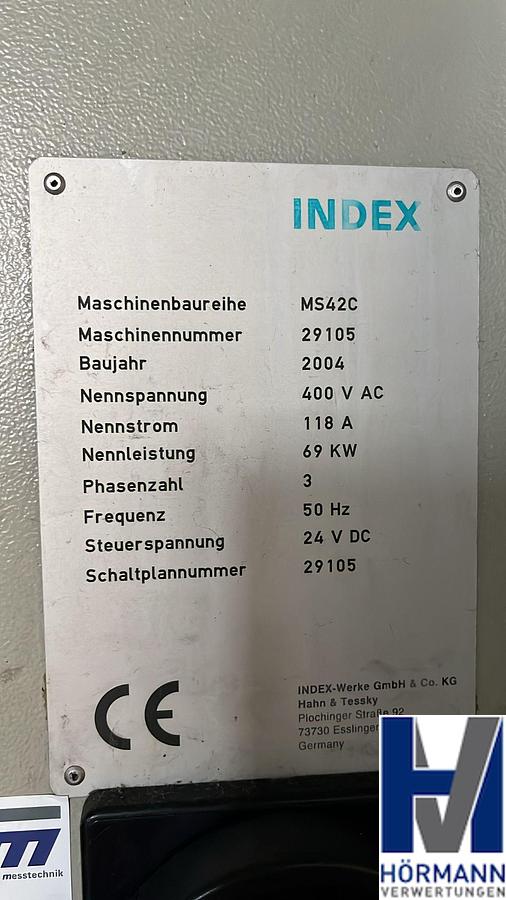 INDEX
Maschinenbaureihe MS42C
Maschinennummer 29105
Baujahr 2004
Nennspannung 400 V AC
Nennstrom 118 A
Nennleistung 69 KW
Phasenzahl 3
Frequenz 50 Hz
Steuerspannung 24 V DC
Schaltplannummer 29105
CE
INDEX-Werke GmbH & Co. KG
Hahn & Tessky
Plochinger Straße 92
73730 Esslingen
Germany
m
messtechnik
HV
HÖRMANN
VERWERTUNGEN